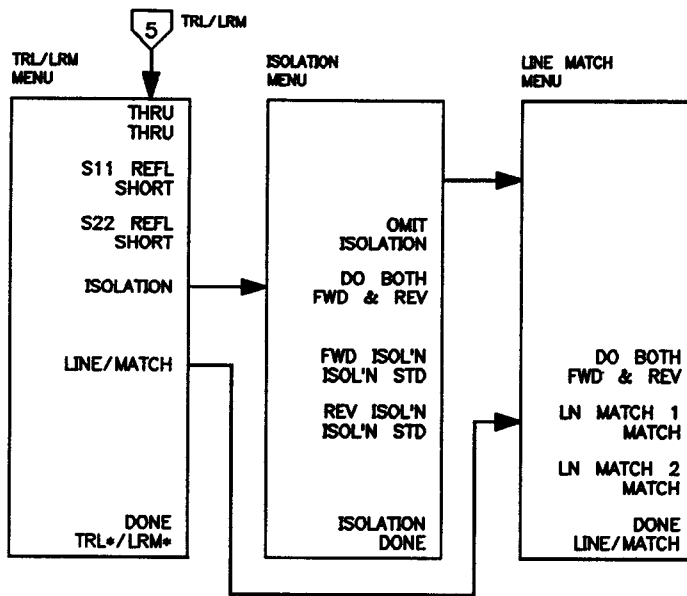 5
TRL/LRM
TRL/LRM
MENU
THRU
THRU
S11 REFL
SHORT
S22 REFL
SHORT
ISOLATION
LINE/MATCH
DONE
TRL*/LRM*
ISOLATION
MENU
OMIT
ISOLATION
DO BOTH
FWD & REV
FWD ISOL'N
ISOL'N STD
REV ISOL'N
ISOL'N STD
ISOLATION
DONE
LINE MATCH
MENU
DO BOTH
FWD & REV
LN MATCH 1
MATCH
LN MATCH 2
MATCH
DONE
LINE/MATCH